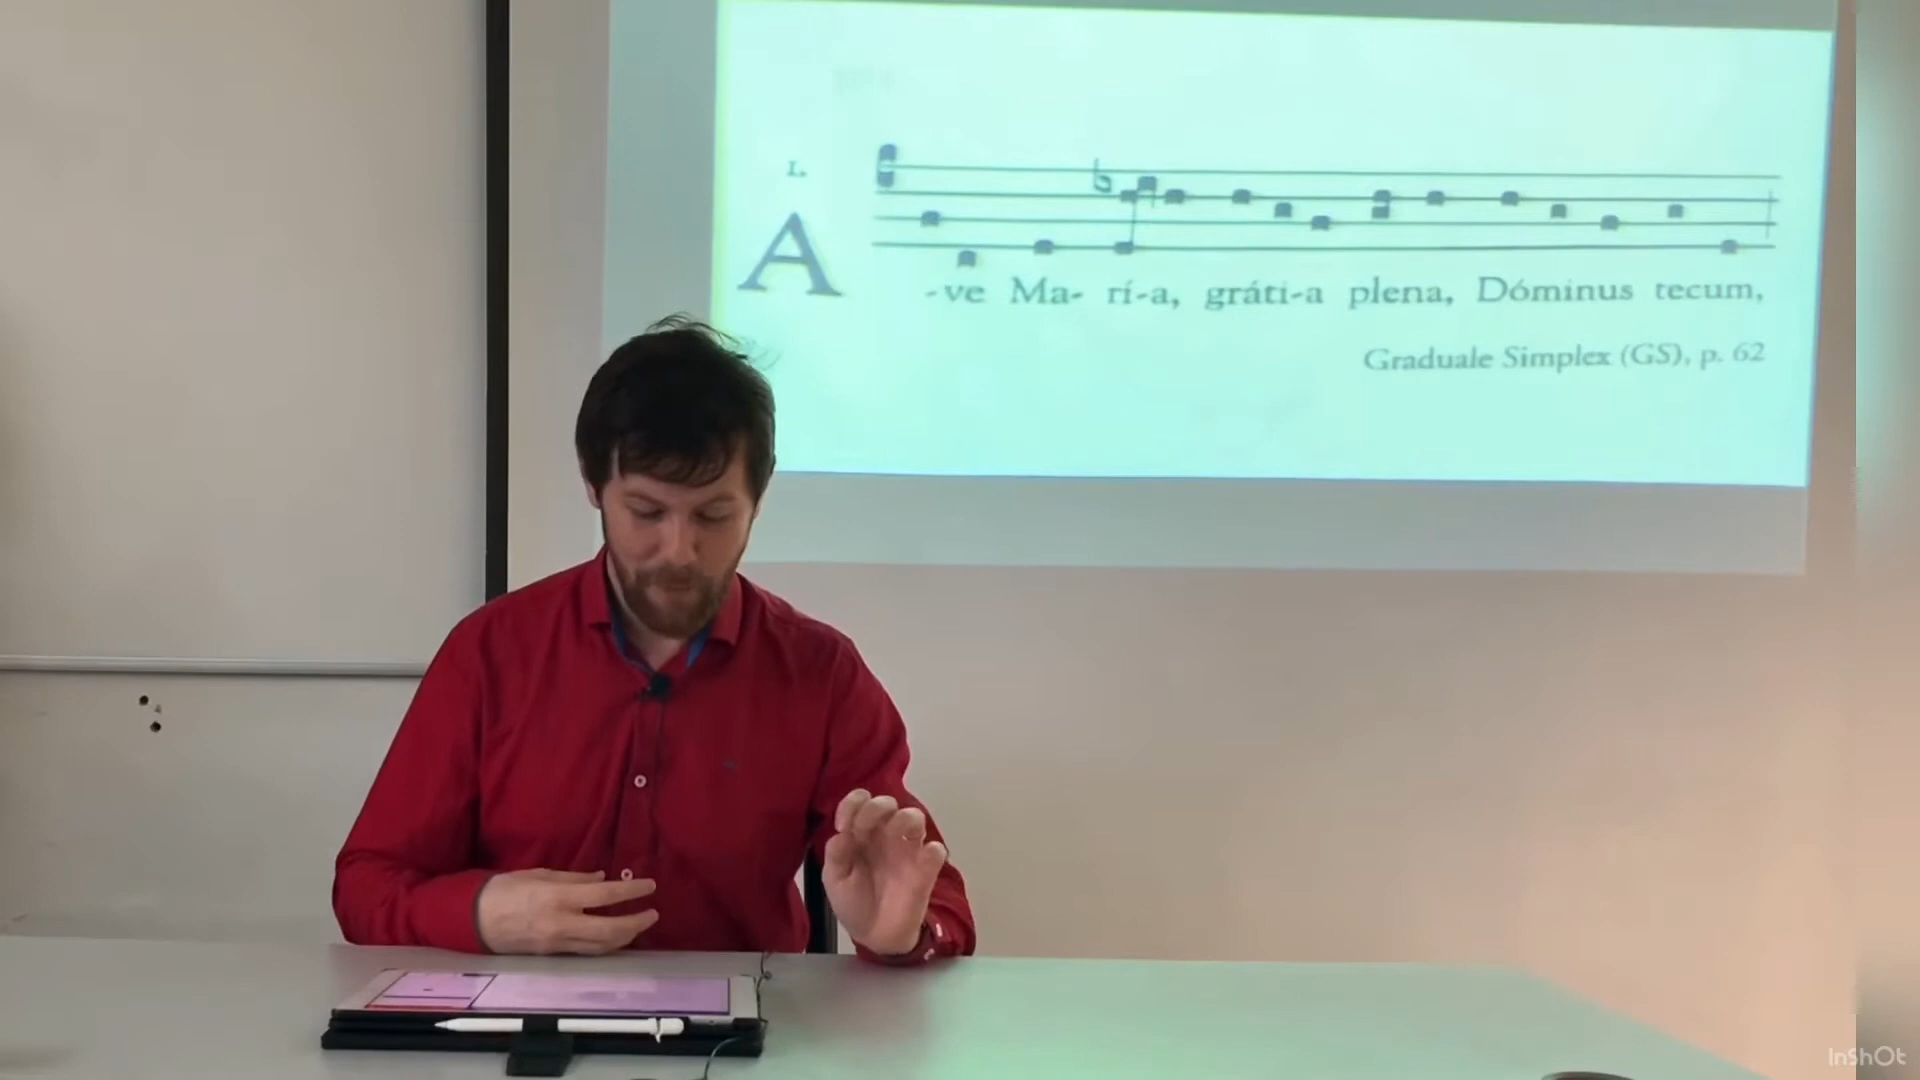 I.
A
-ve Ma- rí-a, gráti-a plena, Dóminus tecum,
Graduale Simplex (GS), p. 62
InShOt